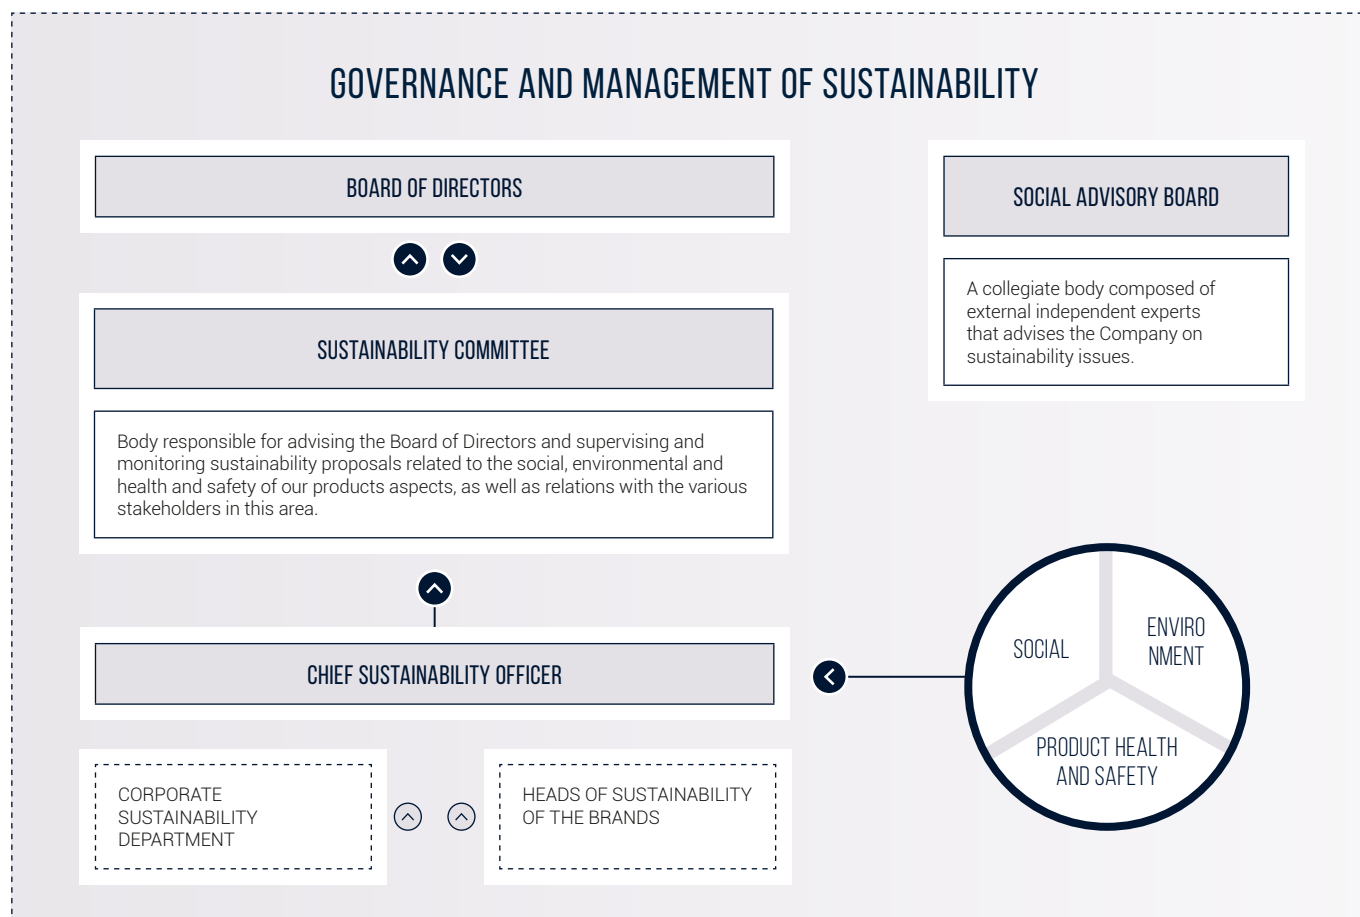 GOVERNANCE AND MANAGEMENT OF SUSTAINABILITY
BOARD OF DIRECTORS
SUSTAINABILITY COMMITTEE
Body responsible for advising the Board of Directors and supervising and
monitoring sustainability proposals related to the social, environmental and
health and safety of our products aspects, as well as relations with the various
stakeholders in this area.
CHIEF SUSTAINABILITY OFFICER
CORPORATE
SUSTAINABILITY
DEPARTMENT
HEADS OF SUSTAINABILITY
OF THE BRANDS
SOCIAL ADVISORY BOARD
A collegiate body composed of
external independent experts
that advises the Company on
sustainability issues.
SOCIAL
ENVIRO
NMENT
PRODUCT HEALTH
AND SAFETY